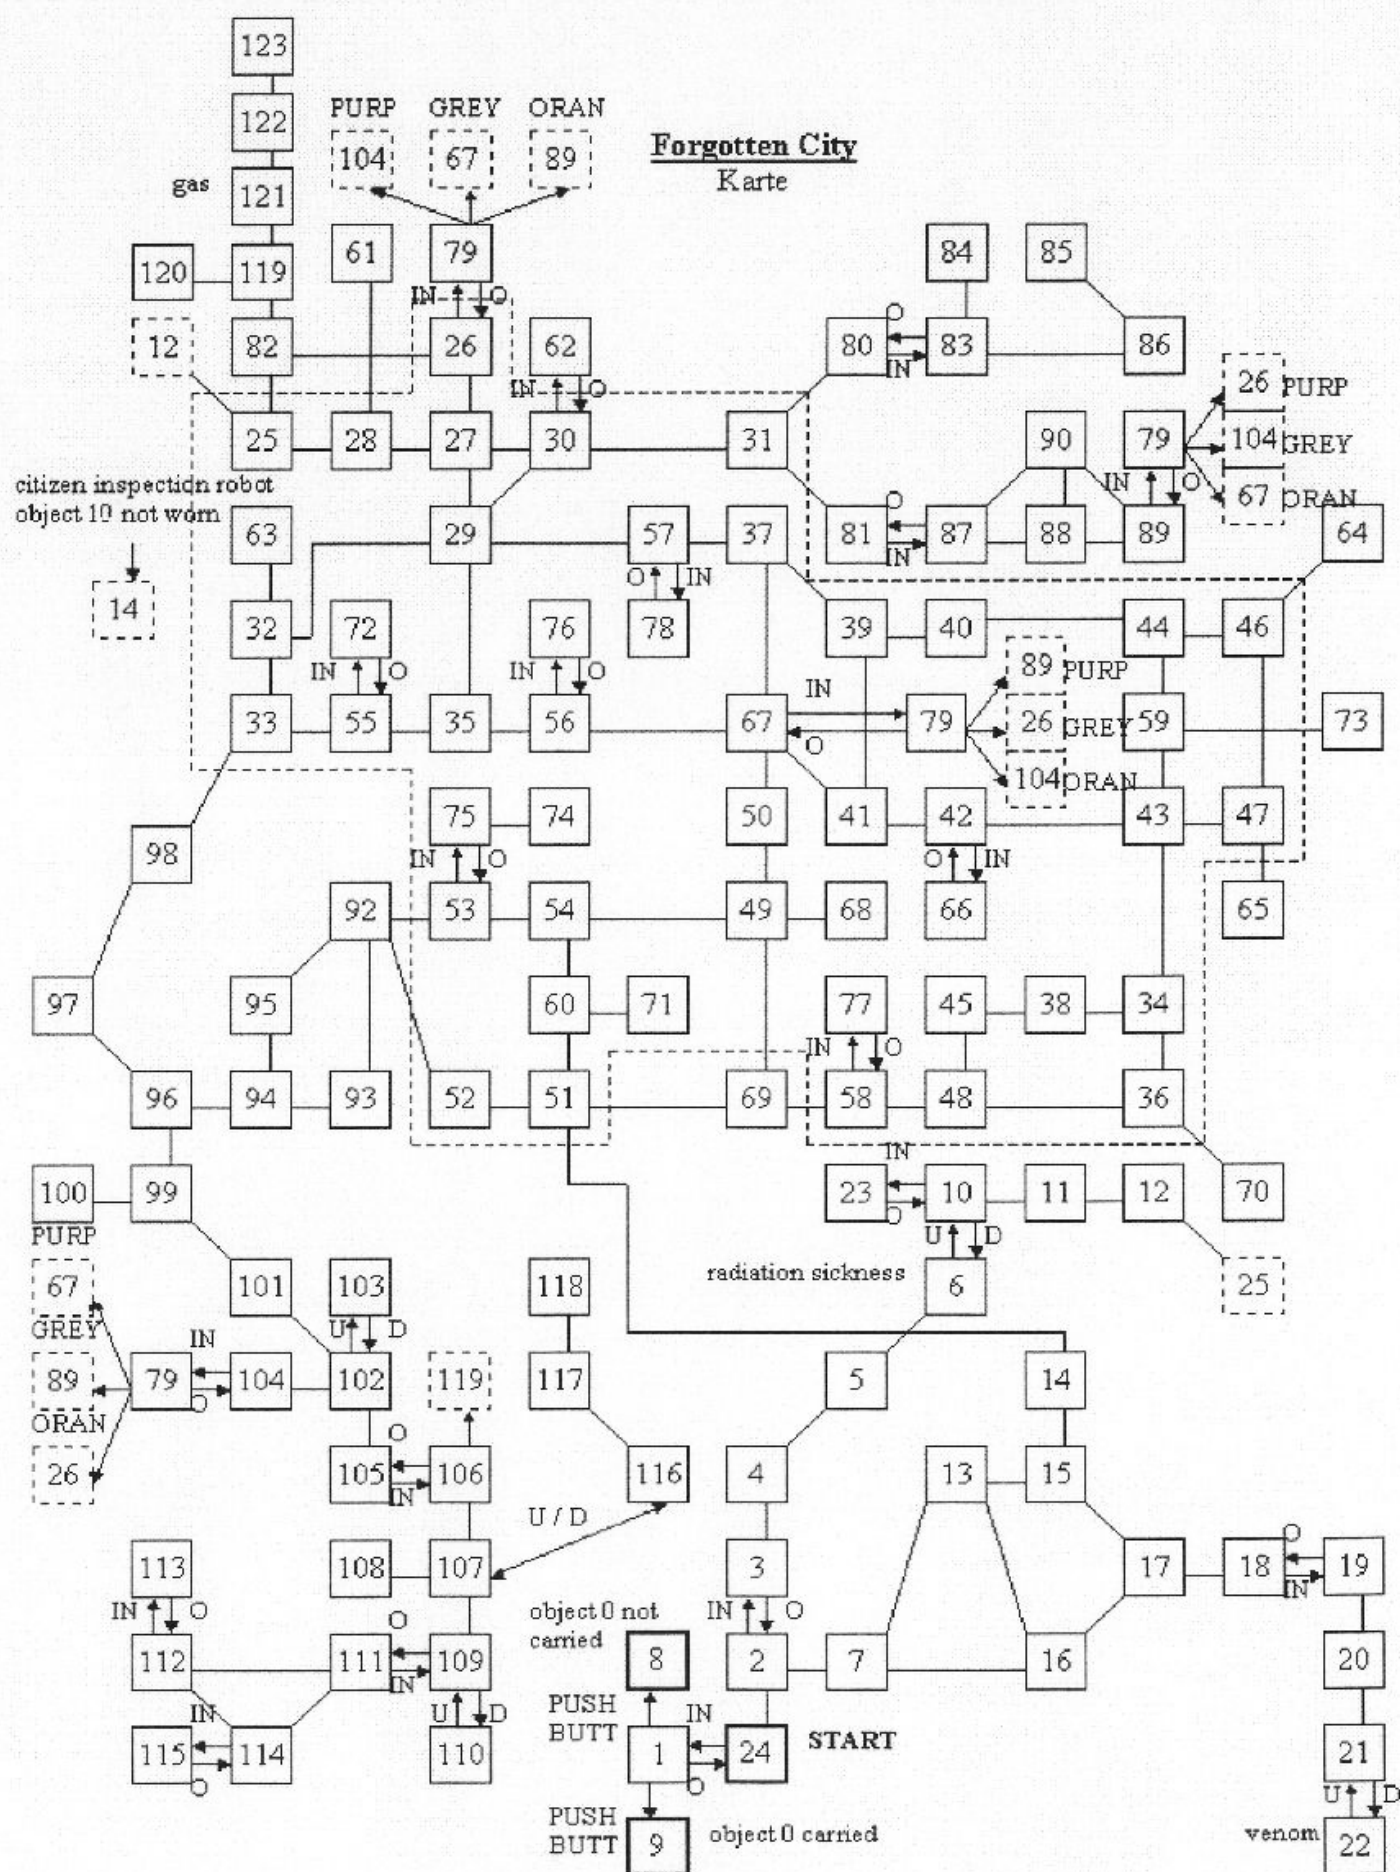 123
122
PURP GREY ORAN
104 67 89
Forgotten City
Karte
gas
121
61 79 84 85
120 119
IN O
12 82 26 62 80 O IN 83 86
26 PURP
IN O
25 28 27 30 31 90 79 104 GREY
IN O
67 ORAN
citizen inspection robot
object 10 not worn
63 29 57 37 81 O IN 87 88 89 64
O IN
14
32 72 76 78 39 40 44 46
IN O IN O
89 PURP
33 55 35 56 67 IN O 79 26 GREY 59 73
104 ORAN
75 74 50 41 42 43 47
98
IN O
O IN
92 53 54 49 68 66 65
97 95 60 71 77 45 38 34
IN O
96 94 93 52 51 69 58 48 36
IN
100 99 23 10 11 12 70
O
PURP
U D
67 101 103 118 radiation sickness 6 25
GREY
U D
IN
89 79 104 102 119 117 5 14
O
ORAN
O
26 105 106 116 4 13 15
IN
U / D
113 108 107 3 17 18 O IN 19
IN O
O
object 0 not
carried
IN O
112 111 109 8 2 7 16 20
IN
U D
PUSH
BUTT
IN
IN
115 114 110 1 24 START 21
O
O
U D
PUSH
BUTT
9 object 0 carried
venom 22